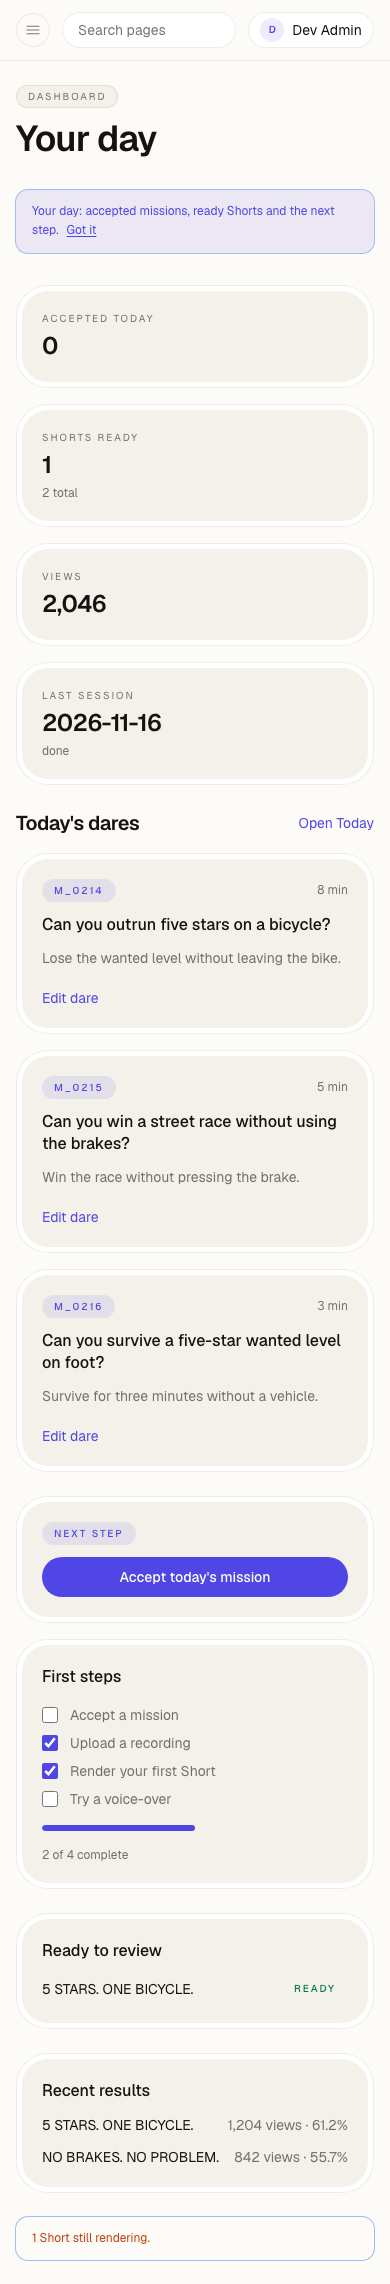 Search pages
D
Dev Admin
DASHBOARD
Your day
Your day: accepted missions, ready Shorts and the next
step. Got it
ACCEPTED TODAY
0
SHORTS READY
1
2 total
VIEWS
2,046
LAST SESSION
2026-11-16
done
Today's dares
Open Today
M_0214
8 min
Can you outrun five stars on a bicycle?
Lose the wanted level without leaving the bike.
Edit dare
M_0215
5 min
Can you win a street race without using
the brakes?
Win the race without pressing the brake.
Edit dare
M_0216
3 min
Can you survive a five-star wanted level
on foot?
Survive for three minutes without a vehicle.
Edit dare
NEXT STEP
Accept today's mission
First steps
Accept a mission
Upload a recording
Render your first Short
Try a voice-over
2 of 4 complete
Ready to review
5 STARS. ONE BICYCLE.
READY
Recent results
5 STARS. ONE BICYCLE.
1,204 views · 61.2%
NO BRAKES. NO PROBLEM.
842 views · 55.7%
1 Short still rendering.